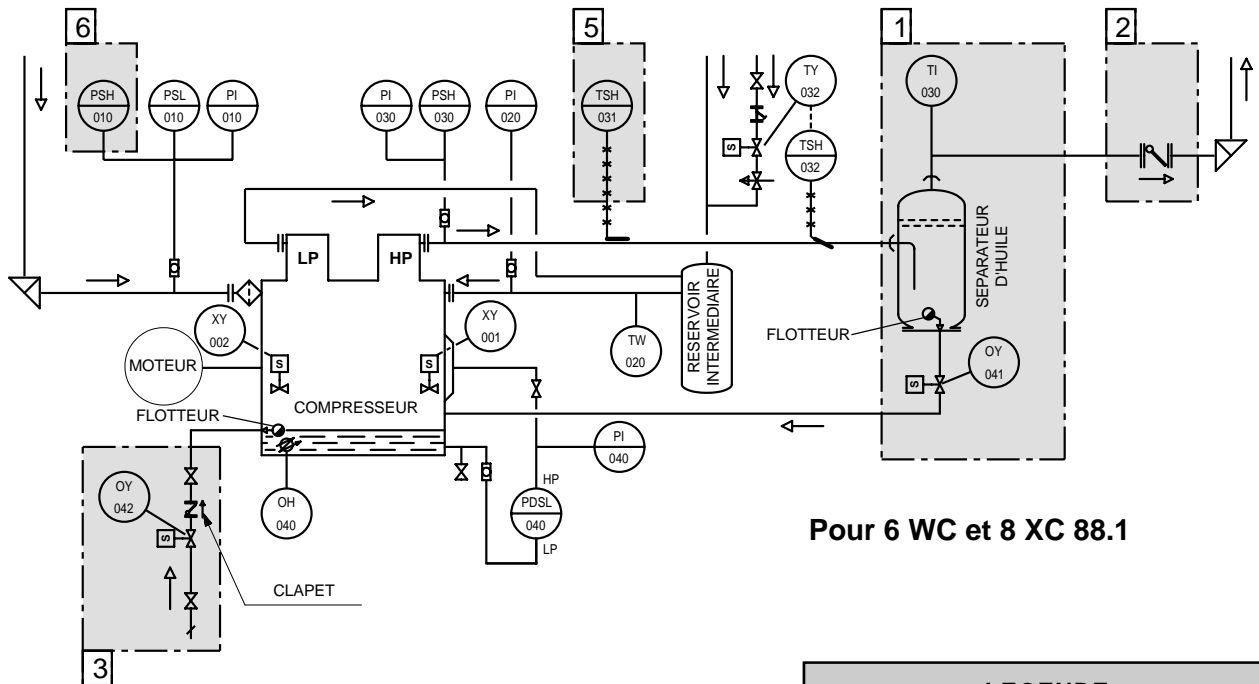 6
5
1
2
PSH
010
PSL
010
PI
010
PI
030
PSH
030
PI
020
TSH
031
TY
032
TI
030
S
TSH
032
LP
HP
SEPARATEUR
D'HUILE
XY
002
XY
001
S
S
MOTEUR
TW
020
RESERVOIR
INTERMEDIAIRE
FLOTTEUR
OY
041
S
COMPRESSEUR
FLOTTEUR
PI
040
OY
042
OH
040
HP
PDSL
040
LP
S
CLAPET
Pour 6 WC et 8 XC 88.1
3
LEGENDE